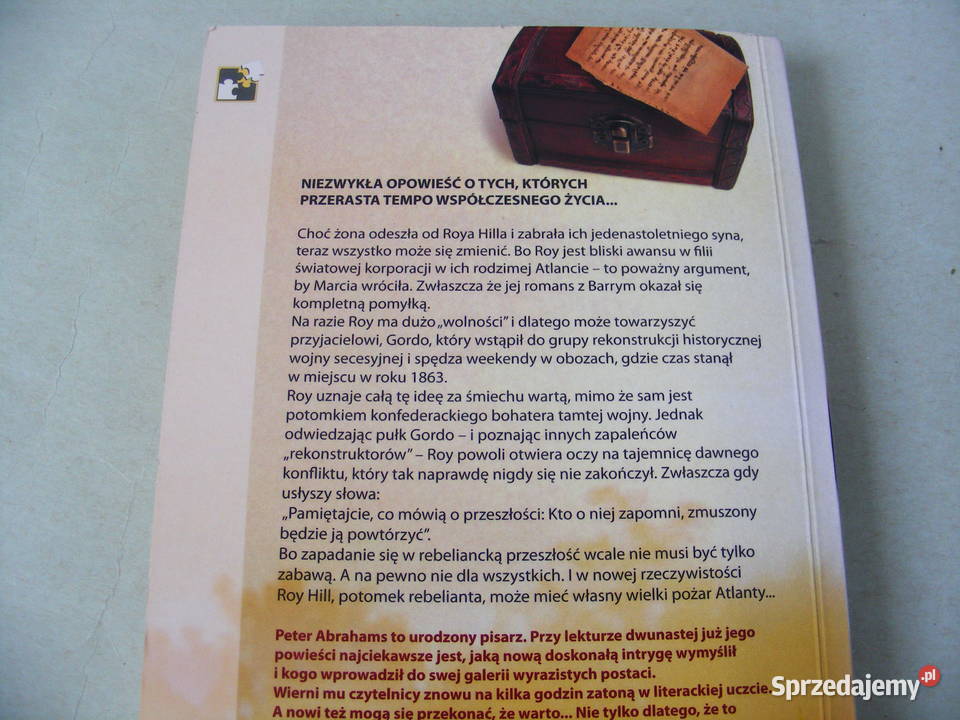 NIEZWYKŁA OPOWIEŚĆ O TYCH, KTÓRYCH
PRZERASTA TEMPO WSPÓŁCZESNEGO ŻYCIA...
Choć żona odeszła od Roya Hilla i zabrała ich jedenastoletniego syna,
teraz wszystko może się zmienić. Bo Roy jest bliski awansu w filii
światowej korporacji w ich rodzimej Atlancie – to poważny argument,
by Marcia wróciła. Zwłaszcza że jej romans z Barrym okazał się
kompletną pomyłką.
Na razie Roy ma dużo „wolności” i dlatego może towarzyszyć
przyjacielowi, Gordo, który wstąpił do grupy rekonstrukcji historycznej
wojny secesyjnej i spędza weekendy w obozach, gdzie czas stanął
w miejscu w roku 1863.
Roy uznaje całą tę ideę za śmiechu wartą, mimo że sam jest
potomkiem konfederackiego bohatera tamtej wojny. Jednak
odwiedzając pułk Gordo – i poznając innych zapaleńców
„rekonstruktorów” – Roy powoli otwiera oczy na tajemnicę dawnego
konfliktu, który tak naprawdę nigdy się nie zakończył. Zwłaszcza gdy
usłyszy słowa:
„Pamiętajcie, co mówią o przeszłości: Kto o niej zapomni, zmuszony
będzie ją powtórzyć”.
Bo zapadanie się w rebeliancką przeszłość wcale nie musi być tylko
zabawą. A na pewno nie dla wszystkich. I w nowej rzeczywistości
Roy Hill, potomek rebelianta, może mieć własny wielki pożar Atlanty...
Peter Abrahams to urodzony pisarz. Przy lekturze dwunastej już jego
powieści najciekawsze jest, jaką nową doskonałą intrygę wymyślił
i kogo wprowadził do swej galerii wyrazistych postaci.
Wierni mu czytelnicy znowu na kilka godzin zatoną w literackiej uczcie.
A nowi też mogą się przekonać, że warto... Nie tylko dlatego, że to
Sprzedajemy.pl